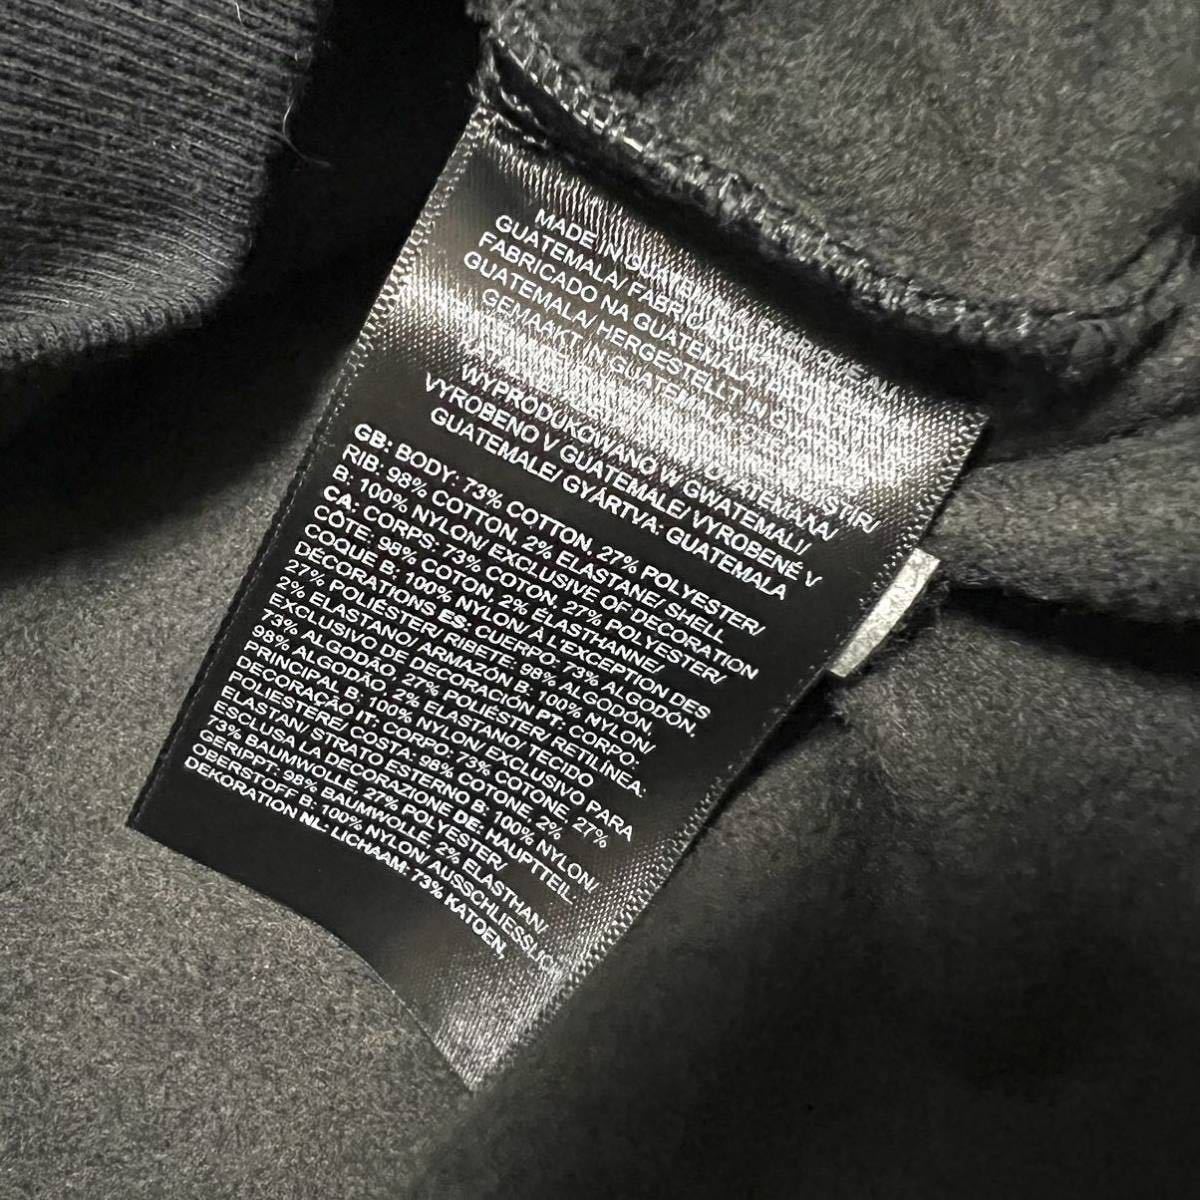 MADE IN GUATEMALA/ FABRIQUÉ AU
GUATEMALA/ FABRICADO EN
FABRICADO NA GUATEMALA/
GUATEMALA/ HERGESTELLT IN
GEMAAKT IN GUATEMALA/
WYPRODUKOWANO W GWATEMALI/
VYROBENO V GUATEMALE/ VYROBENÉ V
GUATEMALE/ GYÁRTVA: GUATEMALA
GB: BODY: 73% COTTON, 27% POLYESTER/
RIB: 98% COTTON, 2% ELASTANE/ SHELL
B: 100% NYLON/ EXCLUSIVE OF DECORATION
CA: CORPS: 73% COTON, 27% POLYESTER/
CÔTE: 98% COTON, 2% ÉLASTHANNE/
COQUE B: 100% NYLON/ À L'EXCEPTION DES
DÉCORATIONS ES: CUERPO: 73% ALGODÓN,
27% POLIÉSTER/ RIBETE: 98% ALGODÓN,
2% ELASTANO/ ARMAZÓN B: 100% NYLON/
EXCLUSIVO DE DECORACIÓN PT: CORPO:
73% ALGODÃO, 27% POLIÉSTER/ RETILÍNEA:
98% ALGODÃO, 2% ELASTANO/ TECIDO
PRINCIPAL B: 100% NYLON/ EXCLUSIVO PARA
DECORAÇÃO IT: CORPO: 73% COTONE, 27%
POLIESTERE/ COSTA: 98% COTONE, 2%
ELASTAN/ STRATO ESTERNO B: 100% NYLON/
ESCLUSA LA DECORAZIONE DE: HAUPTTEIL:
73% BAUMWOLLE, 27% POLYESTER/
GERIPPT: 98% BAUMWOLLE, 2% ELASTHAN/
OBERSTOFF B: 100% NYLON/ AUSSCHLIESSLICH
DEKORATION NL: LICHAAM: 73% KATOEN,